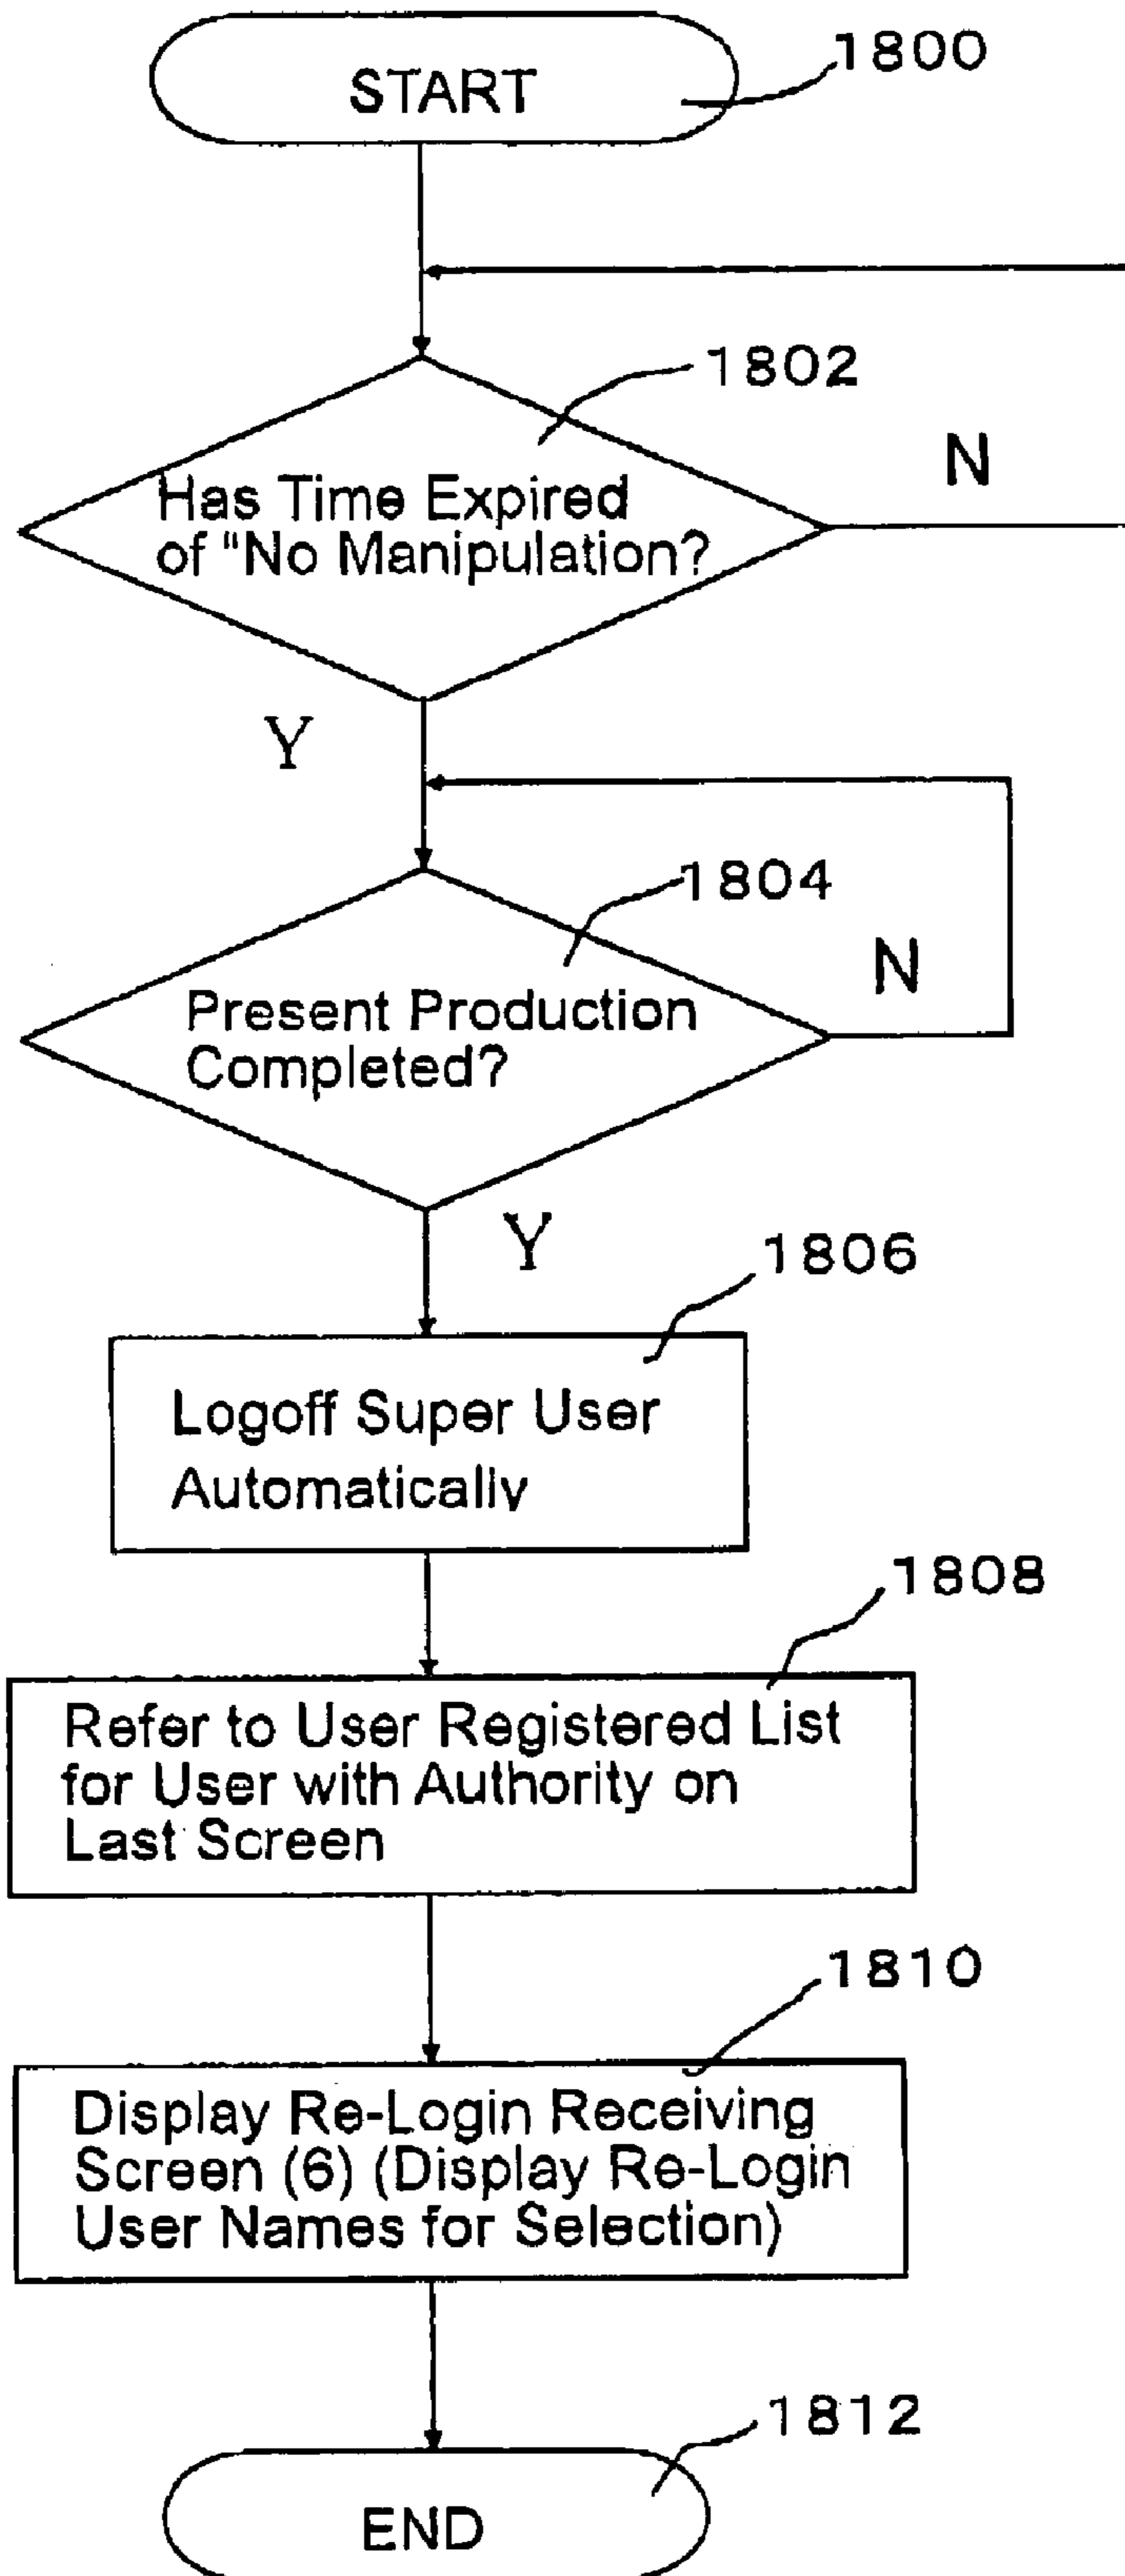 START
1800
1802
N
Has Time Expired
of "No Manipulation?
Y
1804
N
Present Production
Completed?
Y
1806
Logoff Super User
Automatically
1808
Refer to User Registered List
for User with Authority on
Last Screen
1810
Display Re-Login Receiving
Screen (6) (Display Re-Login
User Names for Selection)
1812
END